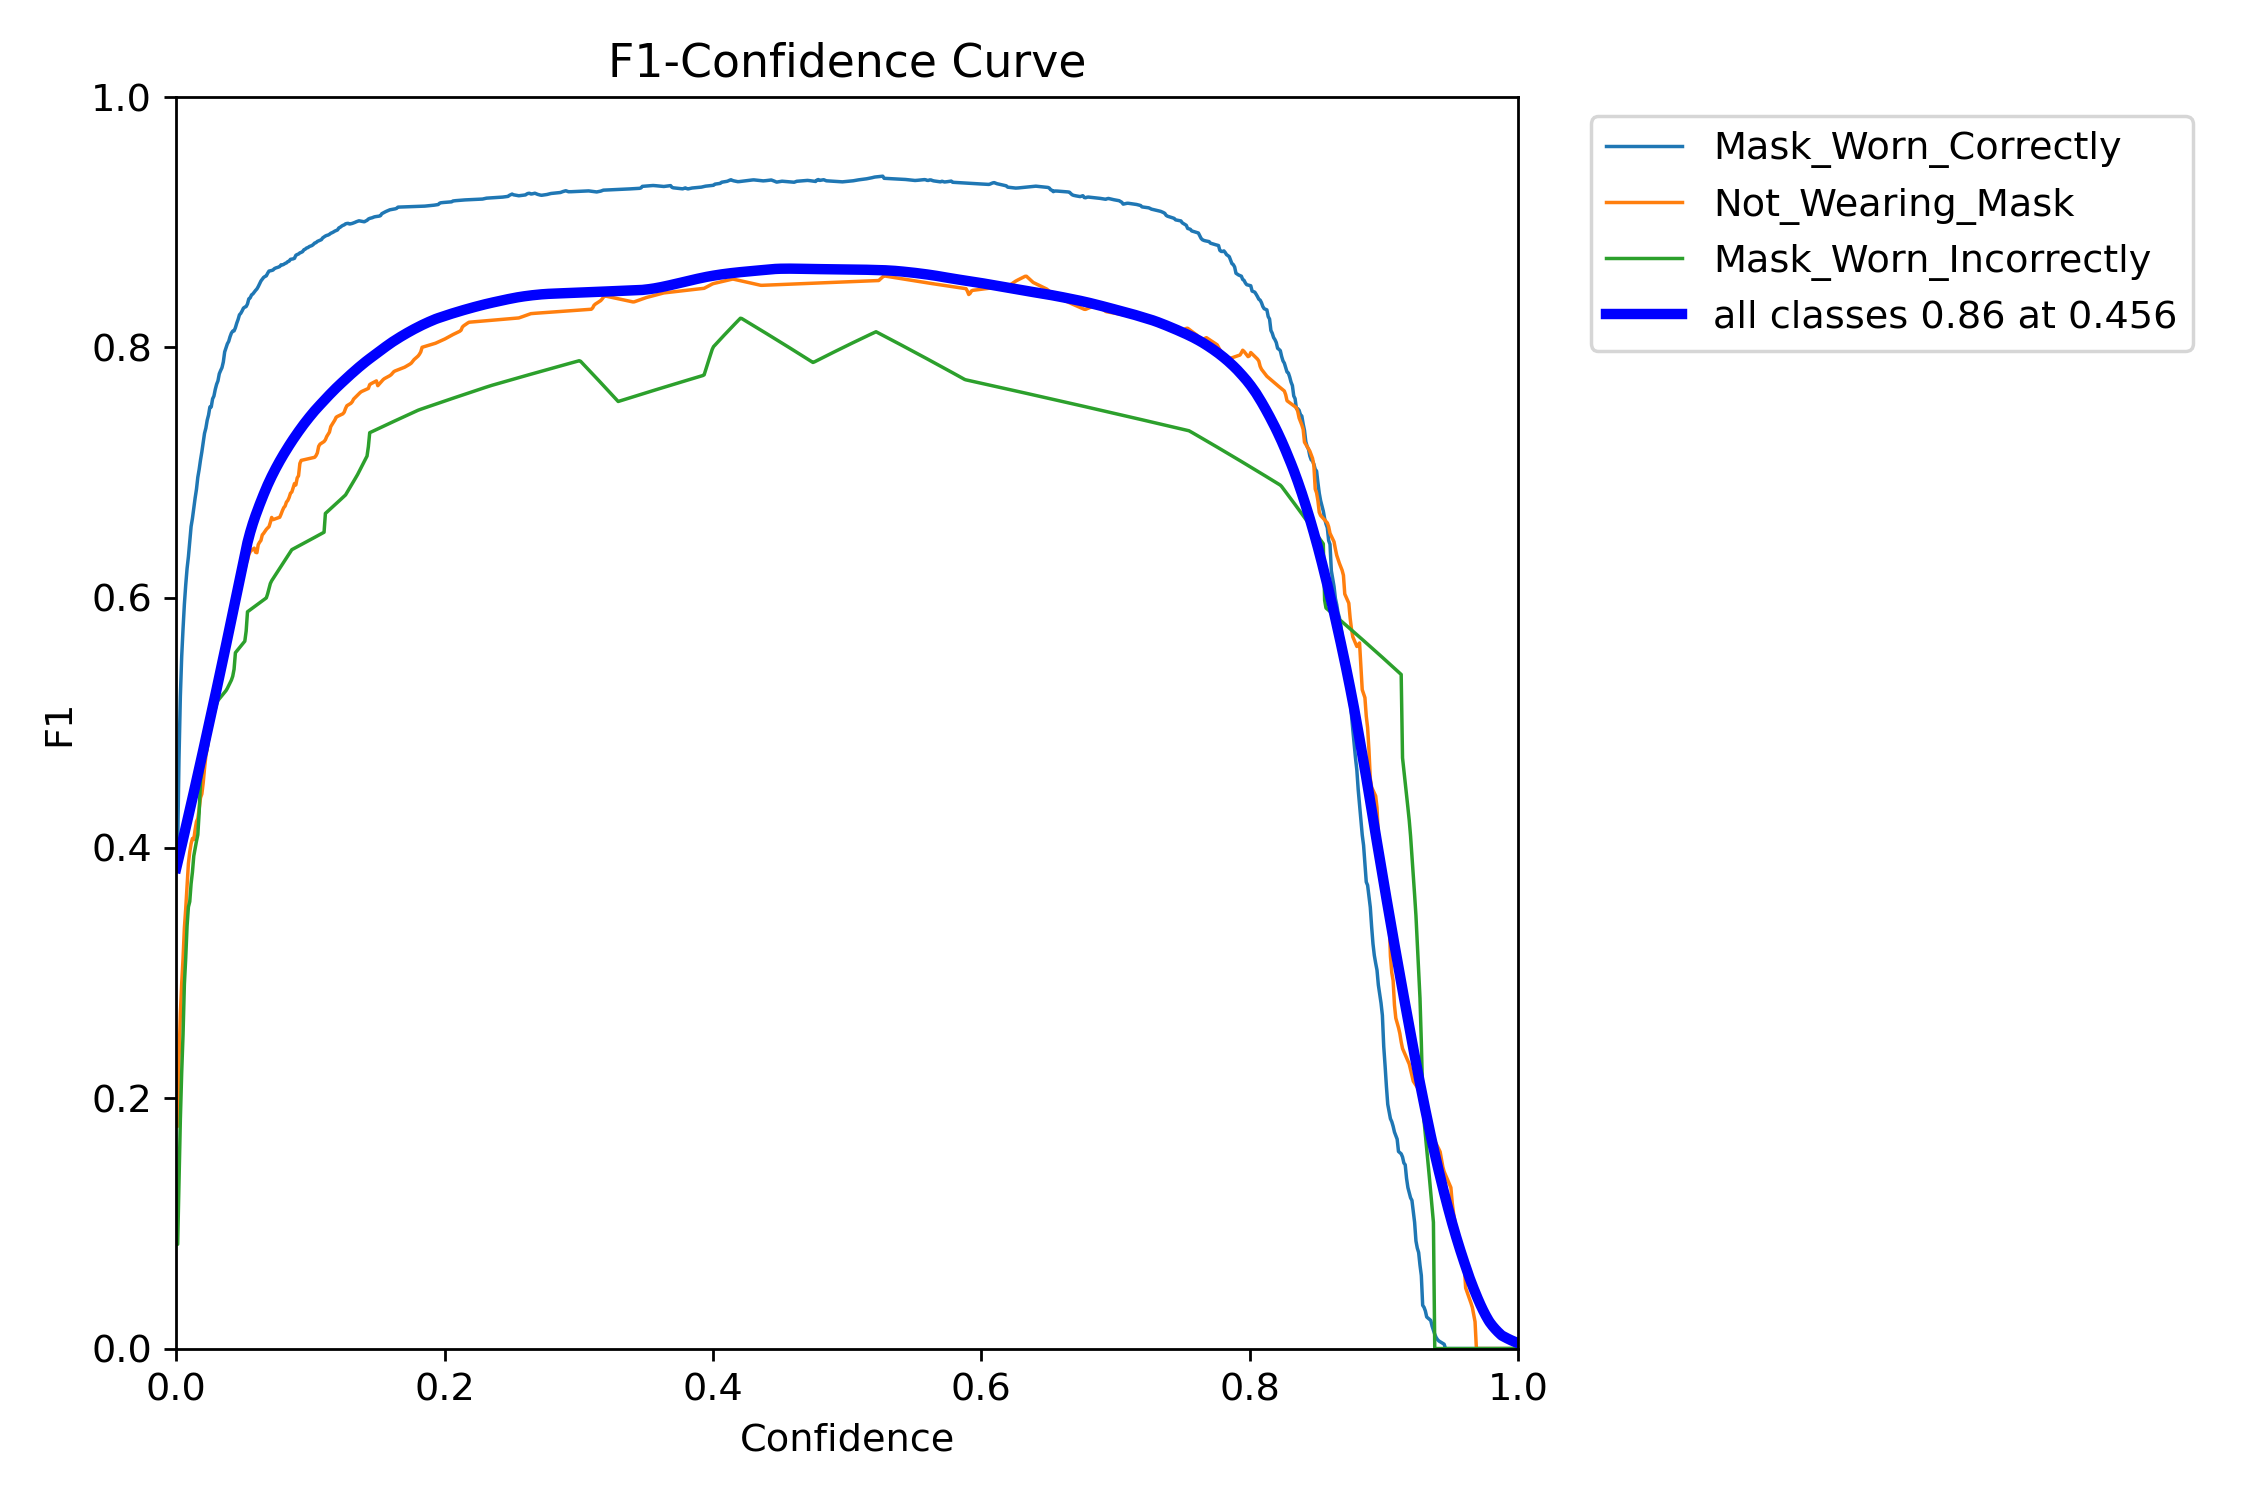 F1-Confidence Curve
1.0
0.8
0.6
0.4
0.2
0.0
F1
0.0 0.2 0.4 0.6 0.8 1.0
Confidence
Mask_Worn_Correctly
Not_Wearing_Mask
Mask_Worn_Incorrectly
all classes 0.86 at 0.456